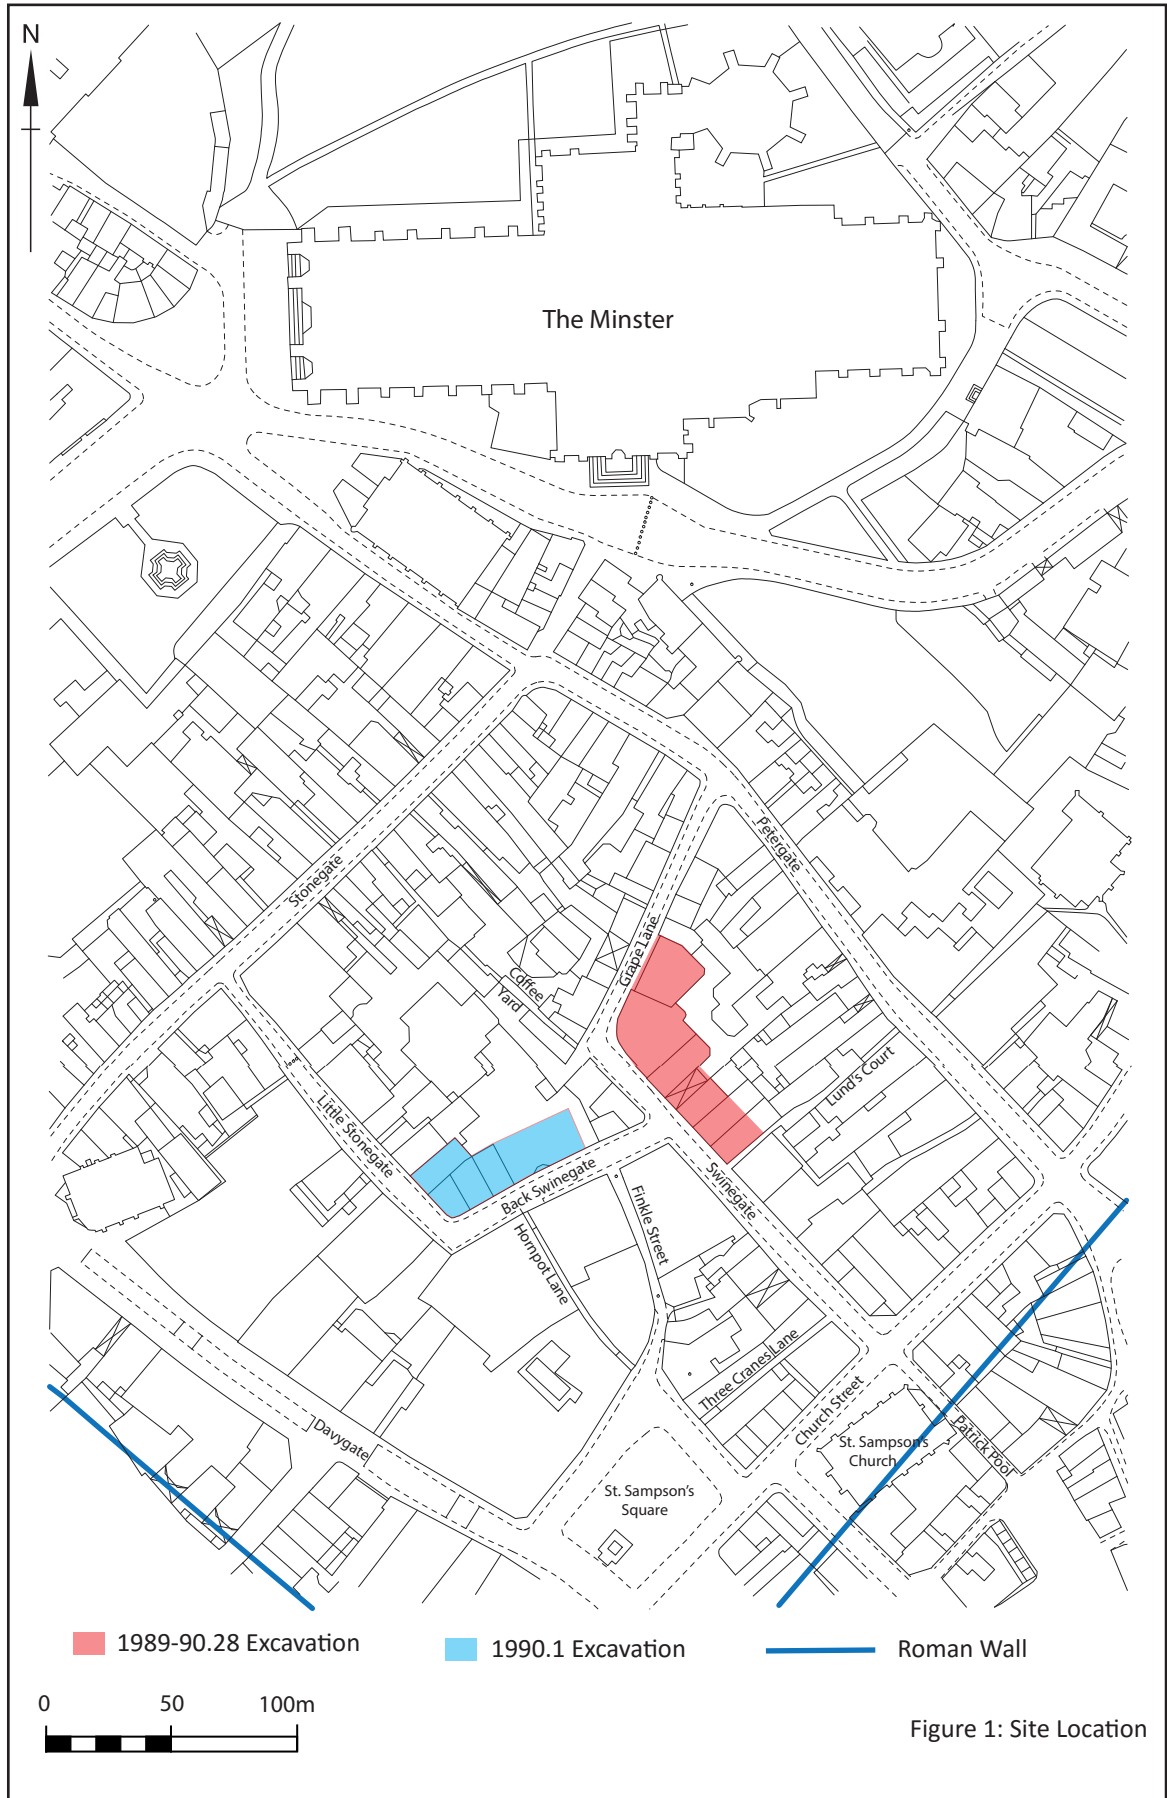 N
The Minster
Petergate
Stonegate
Grape Lane
Coffee
Yard
Lund's Court
Little Stonegate
Back Swinegate
Swinegate
Finkle Street
Hornpot Lane
Three Cranes Lane
Church Street
Patrick Pool
St. Sampson's
Church
Davygate
St. Sampson's
Square
1989-90.28 Excavation
1990.1 Excavation
Roman Wall
0 50 100m
Figure 1: Site Location